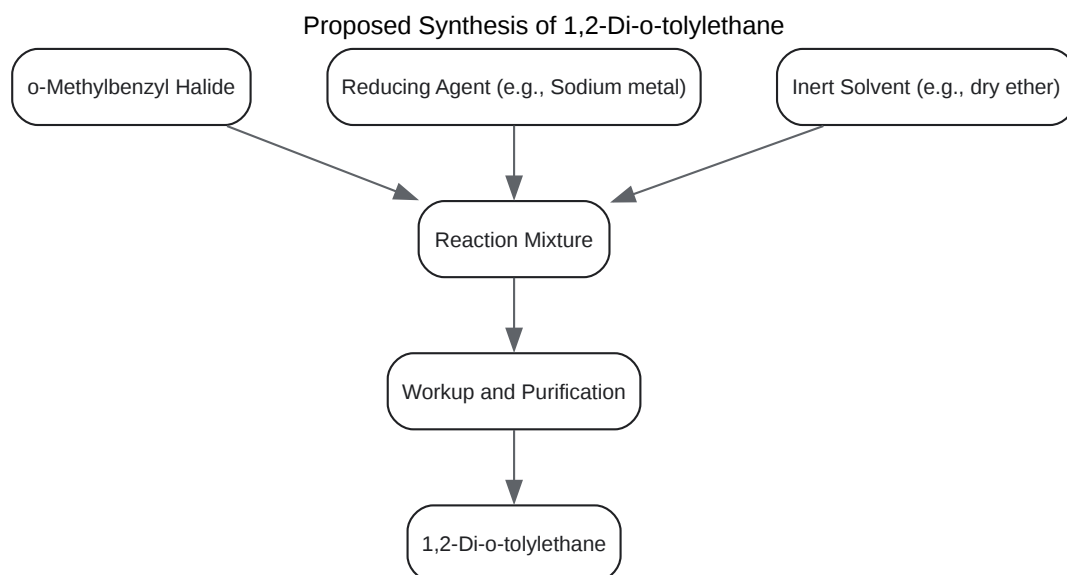 Proposed Synthesis of 1,2-Di-o-tolylethane
o-Methylbenzyl Halide
Reducing Agent (e.g., Sodium metal)
Inert Solvent (e.g., dry ether)
Reaction Mixture
Workup and Purification
1,2-Di-o-tolylethane